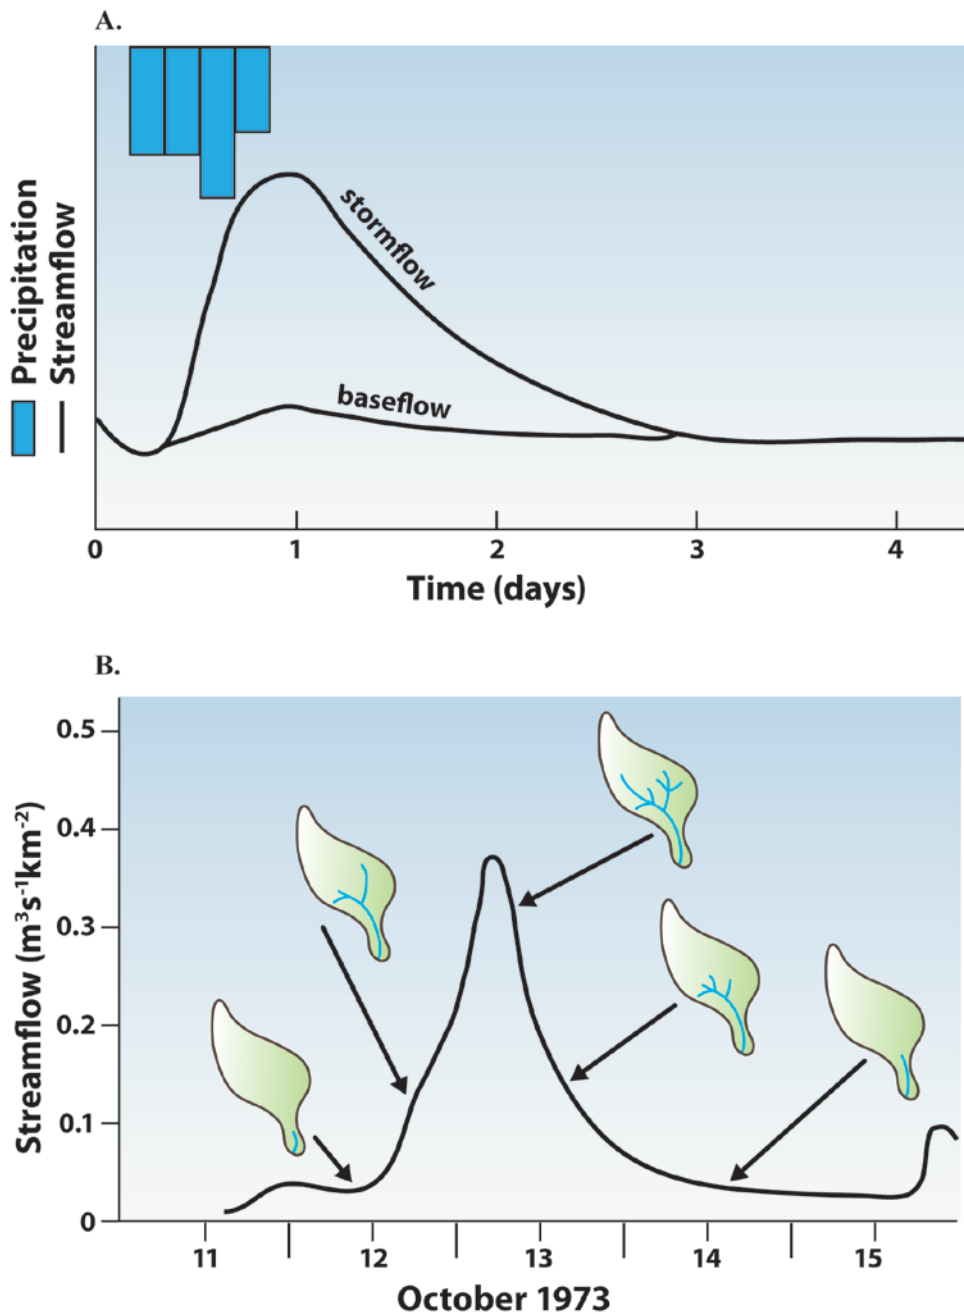 A.
Precipitation
Streamflow
stormflow
baseflow
0 1 2 3 4
Time (days)
B.
Streamflow (m³s⁻¹km⁻²)
0.5
0.4
0.3
0.2
0.1
0
11 12 13 14 15
October 1973